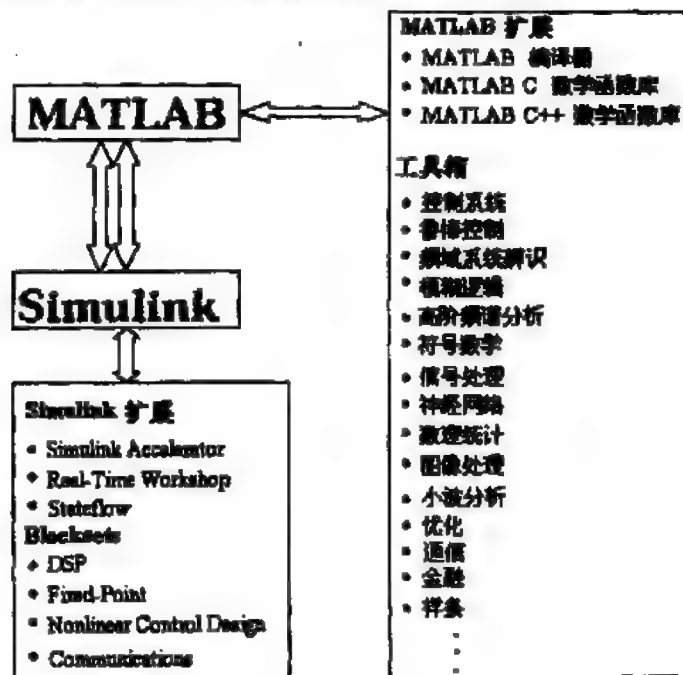 MATLAB
Simulink
Simulink 扩展
• Simulink Accelerator
• Real-Time Workshop
• Stateflow
Blocksets
• DSP
• Fixed-Point
• Nonlinear Control Design
• Communications
MATLAB 扩展
• MATLAB 编译器
• MATLAB C 数学函数库
• MATLAB C++ 数学函数库
工具箱
• 控制系统
• 鲁棒控制
• 频域系统辨识
• 模糊逻辑
• 高阶频谱分析
• 符号数学
• 信号处理
• 神经网络
• 数理统计
• 图像处理
• 小波分析
• 优化
• 通信
• 金融
• 样条